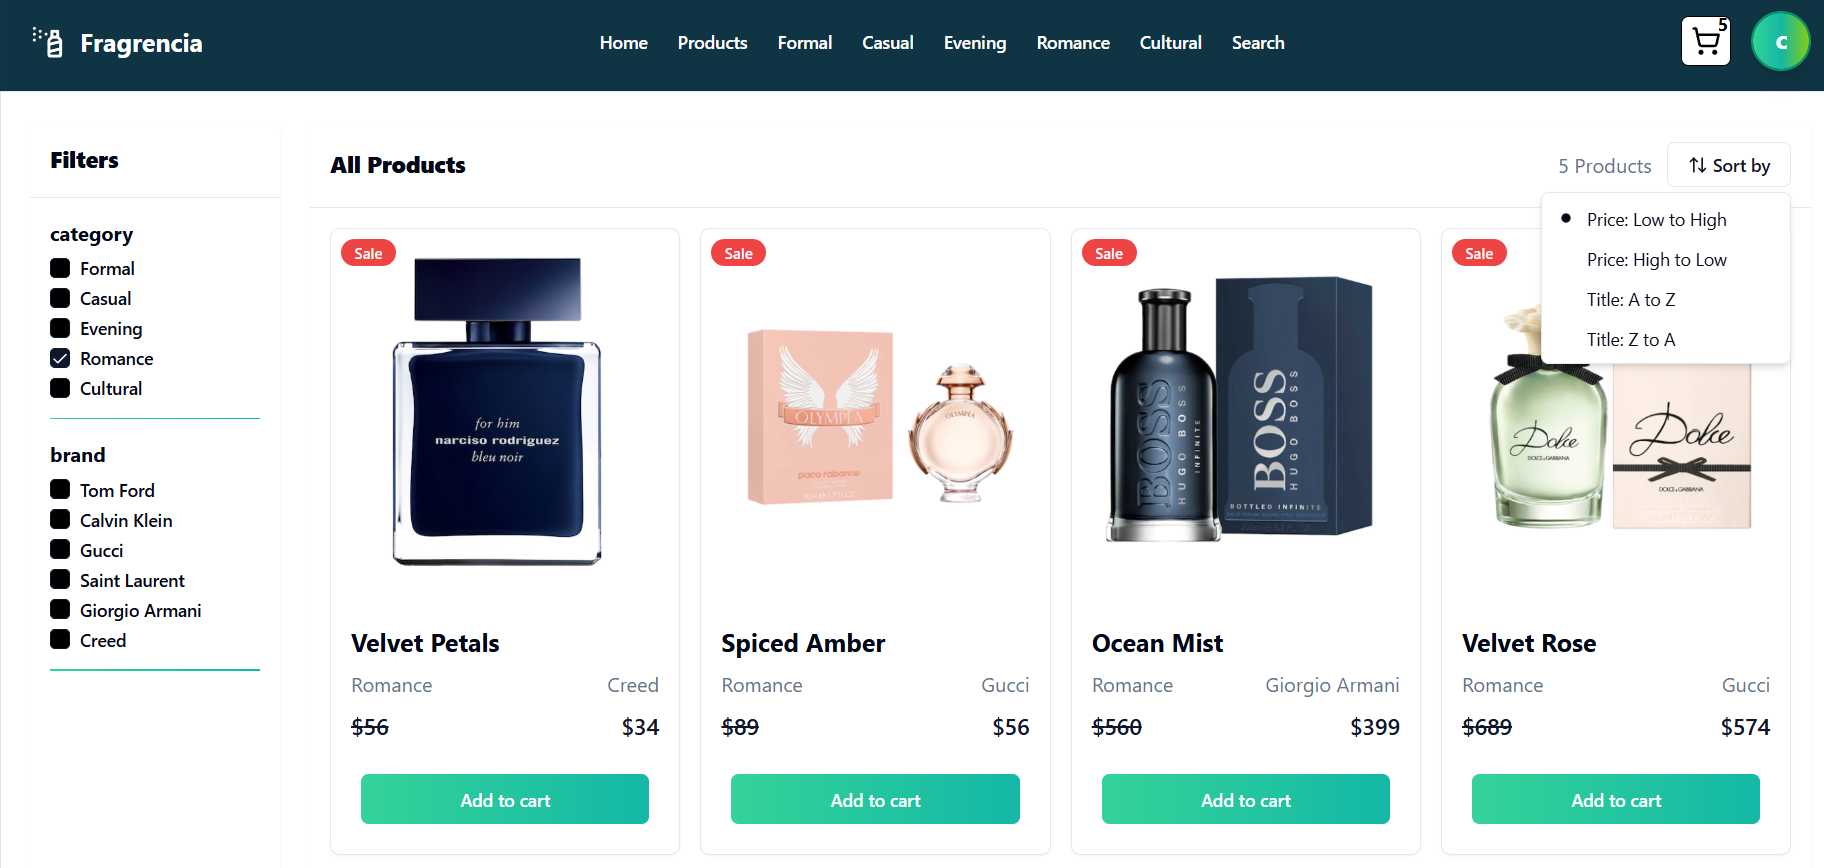 Fragrencia
Home Products Formal Casual Evening Romance Cultural Search
5
C
Filters
category
Formal
Casual
Evening
Romance
Cultural
brand
Tom Ford
Calvin Klein
Gucci
Saint Laurent
Giorgio Armani
Creed
All Products
5 Products
Sort by
Price: Low to High
Price: High to Low
Title: A to Z
Title: Z to A
Sale
for him
narciso rodriguez
bleu noir
Velvet Petals
Romance Creed
$56 $34
Add to cart
Sale
OLYMPÉA
paco rabanne
OLYMPÉA
Spiced Amber
Romance Gucci
$89 $56
Add to cart
Sale
BOSS
HUGO BOSS
INFINITE
BOSS
HUGO BOSS
BOTTLED INFINITE
Ocean Mist
Romance Giorgio Armani
$560 $399
Add to cart
Sale
Dolce
DOLCE & GABBANA
Dolce
DOLCE & GABBANA
Velvet Rose
Romance Gucci
$689 $574
Add to cart